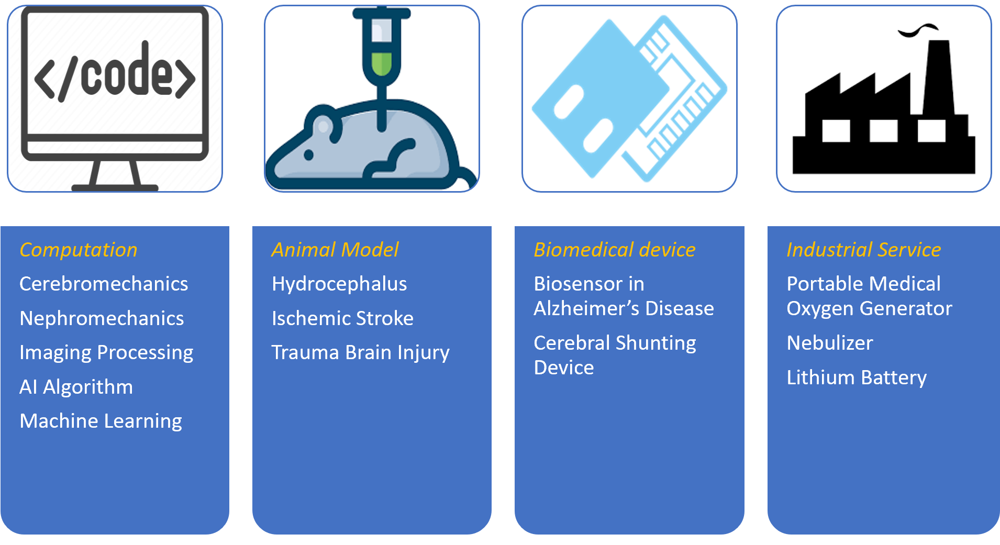 </code>
Computation
Cerebromechanics
Nephromechanics
Imaging Processing
AI Algorithm
Machine Learning
Animal Model
Hydrocephalus
Ischemic Stroke
Trauma Brain Injury
Biomedical device
Biosensor in
Alzheimer’s Disease
Cerebral Shunting
Device
Industrial Service
Portable Medical
Oxygen Generator
Nebulizer
Lithium Battery